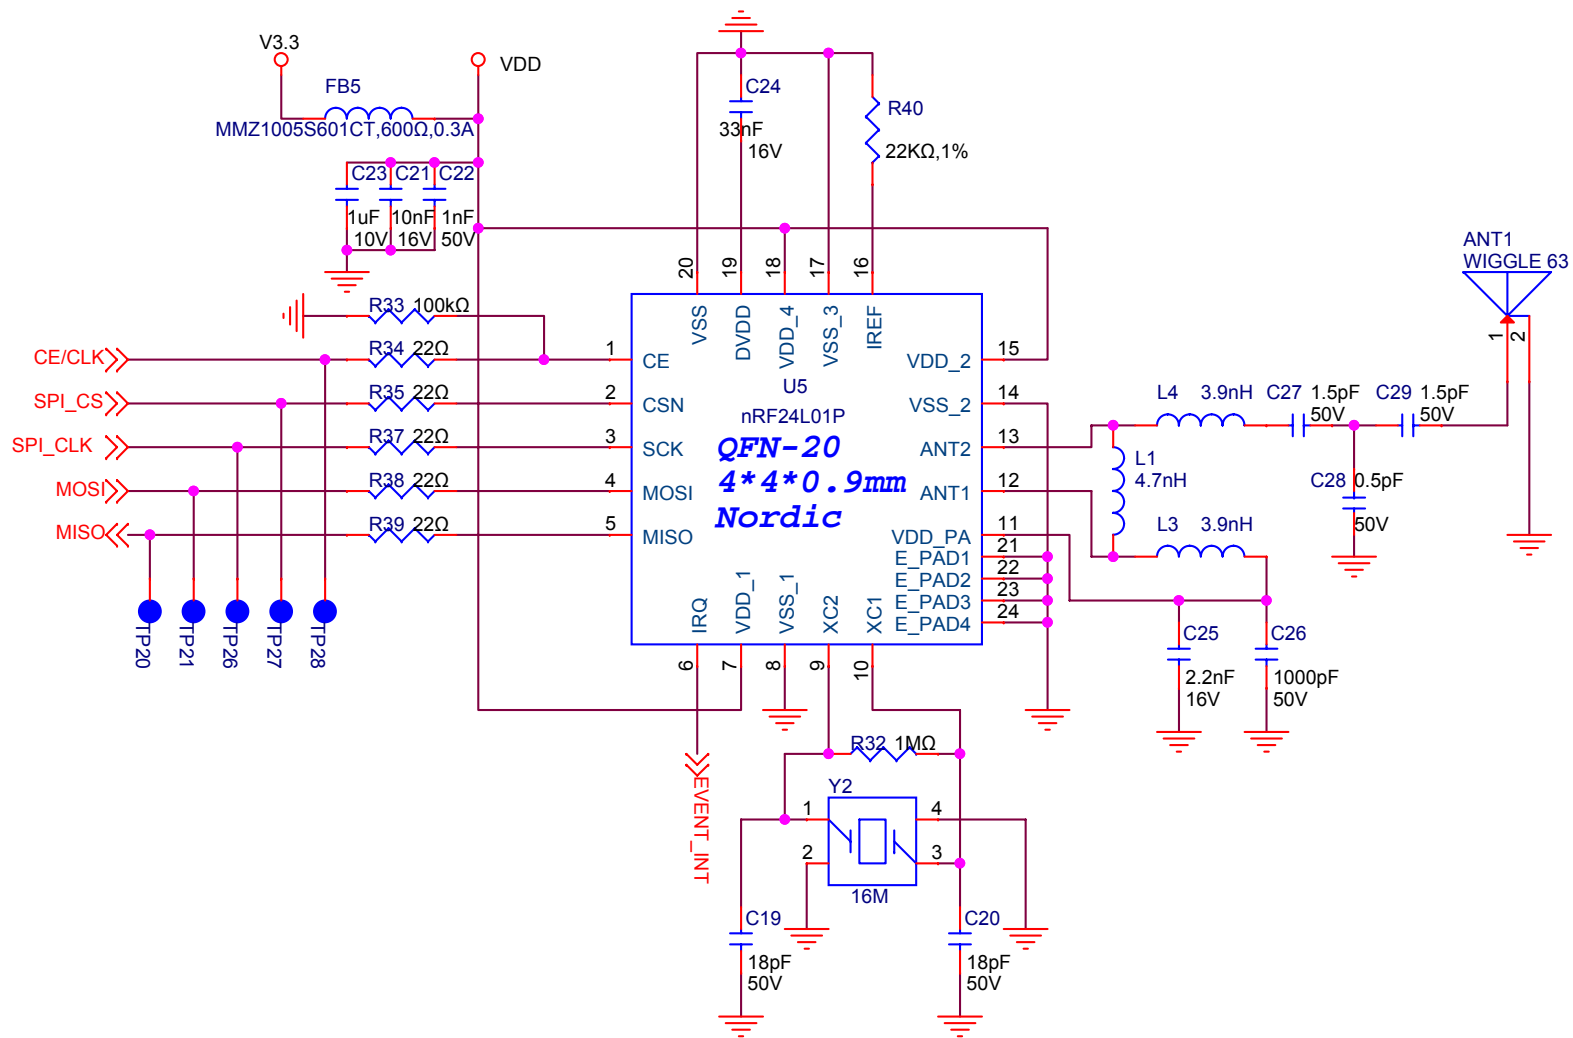 V3.3
VDD
FB5
MMZ1005S601CT,600Ω,0.3A
C23
C21
C22
1uF
10nF
1nF
10V
16V
50V
C24
33nF
16V
R40
22KΩ,1%
R33 100kΩ
CE/CLK
R34 22Ω
SPI_CS
R35 22Ω
SPI_CLK
R37 22Ω
MOSI
R38 22Ω
MISO
R39 22Ω
TP20
TP21
TP26
TP27
TP28
20
19
18
17
16
VSS
DVDD
VDD_4
VSS_3
IREF
1
CE
2
CSN
3
SCK
4
MOSI
5
MISO
U5
nRF24L01P
QFN-20
4*4*0.9mm
Nordic
VDD_2
15
VSS_2
14
ANT2
13
ANT1
12
VDD_PA
11
E_PAD1
21
E_PAD2
22
E_PAD3
23
E_PAD4
24
IRQ
VDD_1
VSS_1
XC2
XC1
6
7
8
9
10
EVENT_INT
R32 1MΩ
Y2
1
2
4
3
16M
C19
18pF
50V
C20
18pF
50V
L4 3.9nH
C27
1.5pF
50V
C29
1.5pF
50V
L1
4.7nH
C28
0.5pF
50V
L3 3.9nH
C25
2.2nF
16V
C26
1000pF
50V
ANT1
WIGGLE 63
1
2